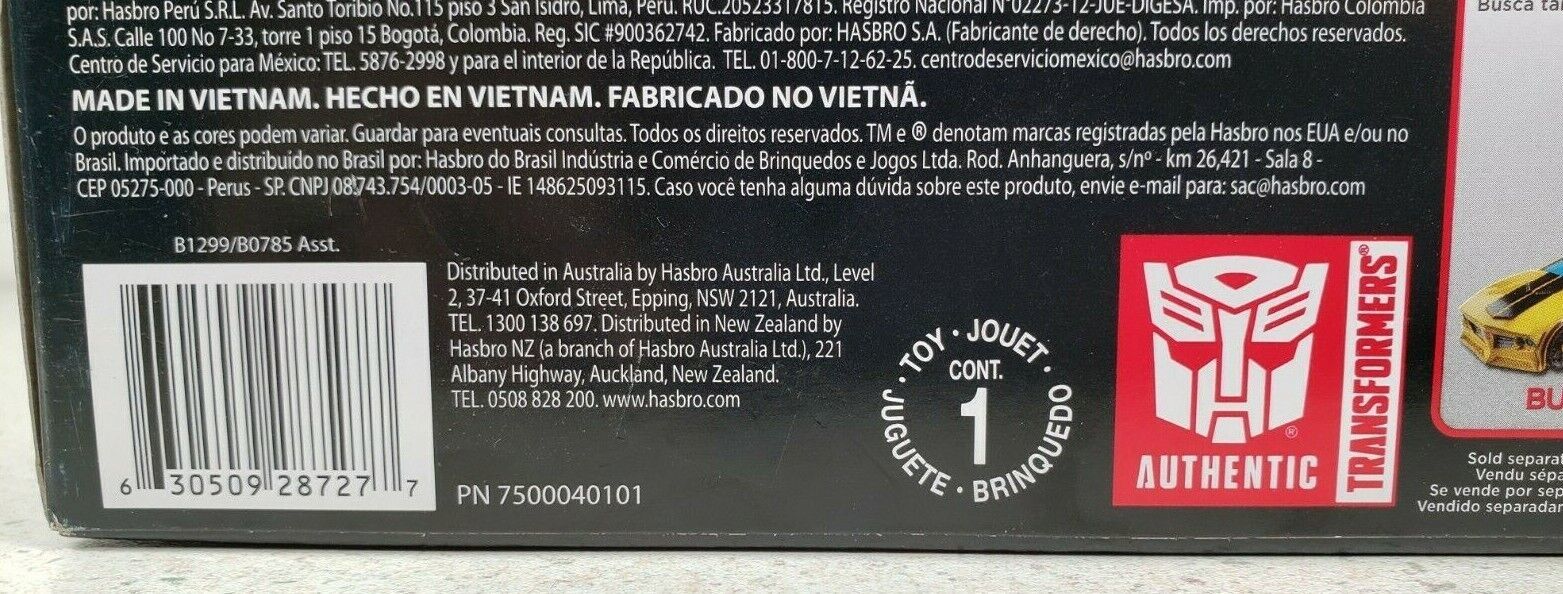 por: Hasbro Perú S.R.L. Av. Santo Toribio No.115 piso 3 San Isidro, Lima, Perú. RUC.20523317815. Registro Nacional N°02273-12-JUE-DIGESA. Imp. por: Hasbro Colombia
S.A.S. Calle 100 No 7-33, torre 1 piso 15 Bogotá, Colombia. Reg. SIC #900362742. Fabricado por: HASBRO S.A. (Fabricante de derecho). Todos los derechos reservados.
Centro de Servicio para México: TEL. 5876-2998 y para el interior de la República. TEL. 01-800-7-12-62-25. centrodeserviciomexico@hasbro.com
MADE IN VIETNAM. HECHO EN VIETNAM. FABRICADO NO VIETNÃ.
O produto e as cores podem variar. Guardar para eventuais consultas. Todos os direitos reservados. TM e ® denotam marcas registradas pela Hasbro nos EUA e/ou no
Brasil. Importado e distribuido no Brasil por: Hasbro do Brasil Indústria e Comércio de Brinquedos e Jogos Ltda. Rod. Anhanguera, s/nº - km 26,421 - Sala 8 -
CEP 05275-000 - Perus - SP. CNPJ 08.743.754/0003-05 - IE 148625093115. Caso você tenha alguma dúvida sobre este produto, envie e-mail para: sac@hasbro.com
B1299/B0785 Asst.
6 30509 28727 7
Distributed in Australia by Hasbro Australia Ltd., Level
2, 37-41 Oxford Street, Epping, NSW 2121, Australia.
TEL. 1300 138 697. Distributed in New Zealand by
Hasbro NZ (a branch of Hasbro Australia Ltd.), 221
Albany Highway, Auckland, New Zealand.
TEL. 0508 828 200. www.hasbro.com
PN 7500040101
TOY · JOUET · BRINQUEDO · JUGUETE ·
CONT.
1
AUTHENTIC
®
TRANSFORMERS®
Busca
BU
Sold
Vendu
Se vende por
Vendido